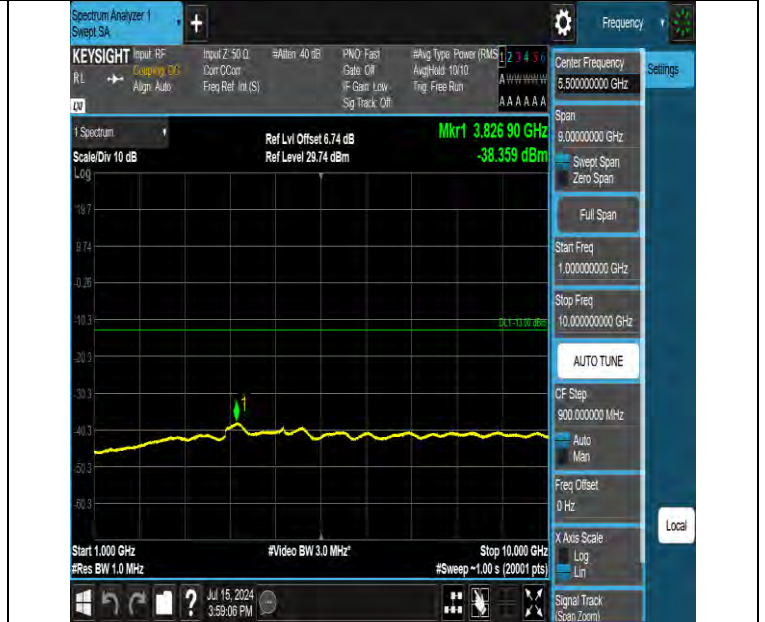 Spectrum Analyzer 1
Swept SA
+
Frequency
KEYSIGHT
RL
Input: RF
Coupling: DC
Align: Auto
Input Z: 50 Ω
Corr CCorr
Freq Ref: Int (S)
#Atten: 40 dB
PNO: Fast
Gate: Off
IF Gain: Low
Sig Track: Off
#Avg Type: Power (RMS
Avg|Hold: 10/10
Trig: Free Run
1 2 3 4 5 6
A W W W W W
A A A A A A
LXI
1 Spectrum
Scale/Div 10 dB
Log
Ref Lvl Offset 6.74 dB
Ref Level 29.74 dBm
Mkr1 3.826 90 GHz
-38.359 dBm
19.7
9.74
-0.26
-10.3
-20.3
-30.3
-40.3
-50.3
-60.3
DL1 -13.00 dBm
1
Start 1.000 GHz
#Res BW 1.0 MHz
#Video BW 3.0 MHz*
Stop 10.000 GHz
#Sweep ~1.00 s (20001 pts)
Center Frequency
5.500000000 GHz
Settings
Span
9.00000000 GHz
Swept Span
Zero Span
Full Span
Start Freq
1.000000000 GHz
Stop Freq
10.000000000 GHz
AUTO TUNE
CF Step
900.000000 MHz
Auto
Man
Freq Offset
0 Hz
X Axis Scale
Log
Lin
Local
Signal Track
(Span Zoom)
?
Jul 15, 2024
3:59:06 PM